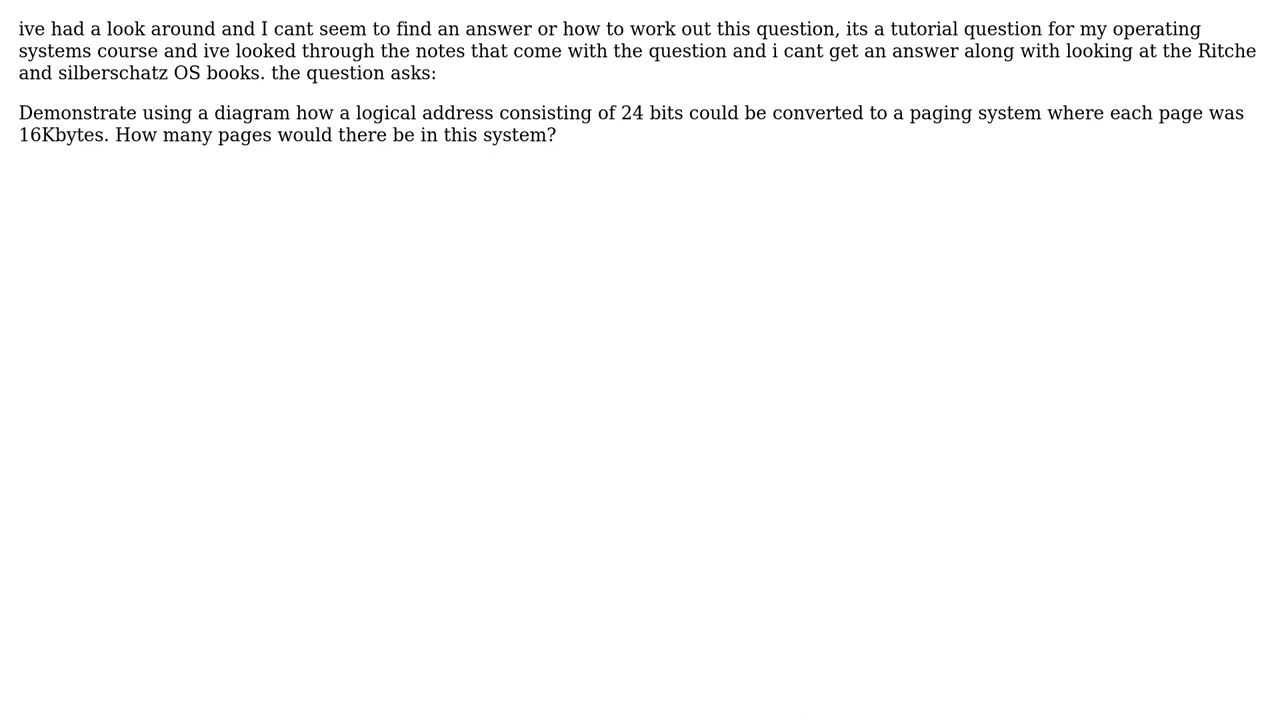 ive had a look around and I cant seem to find an answer or how to work out this question, its a tutorial question for my operating
systems course and ive looked through the notes that come with the question and i cant get an answer along with looking at the Ritche
and silberschatz OS books. the question asks:
Demonstrate using a diagram how a logical address consisting of 24 bits could be converted to a paging system where each page was
16Kbytes. How many pages would there be in this system?